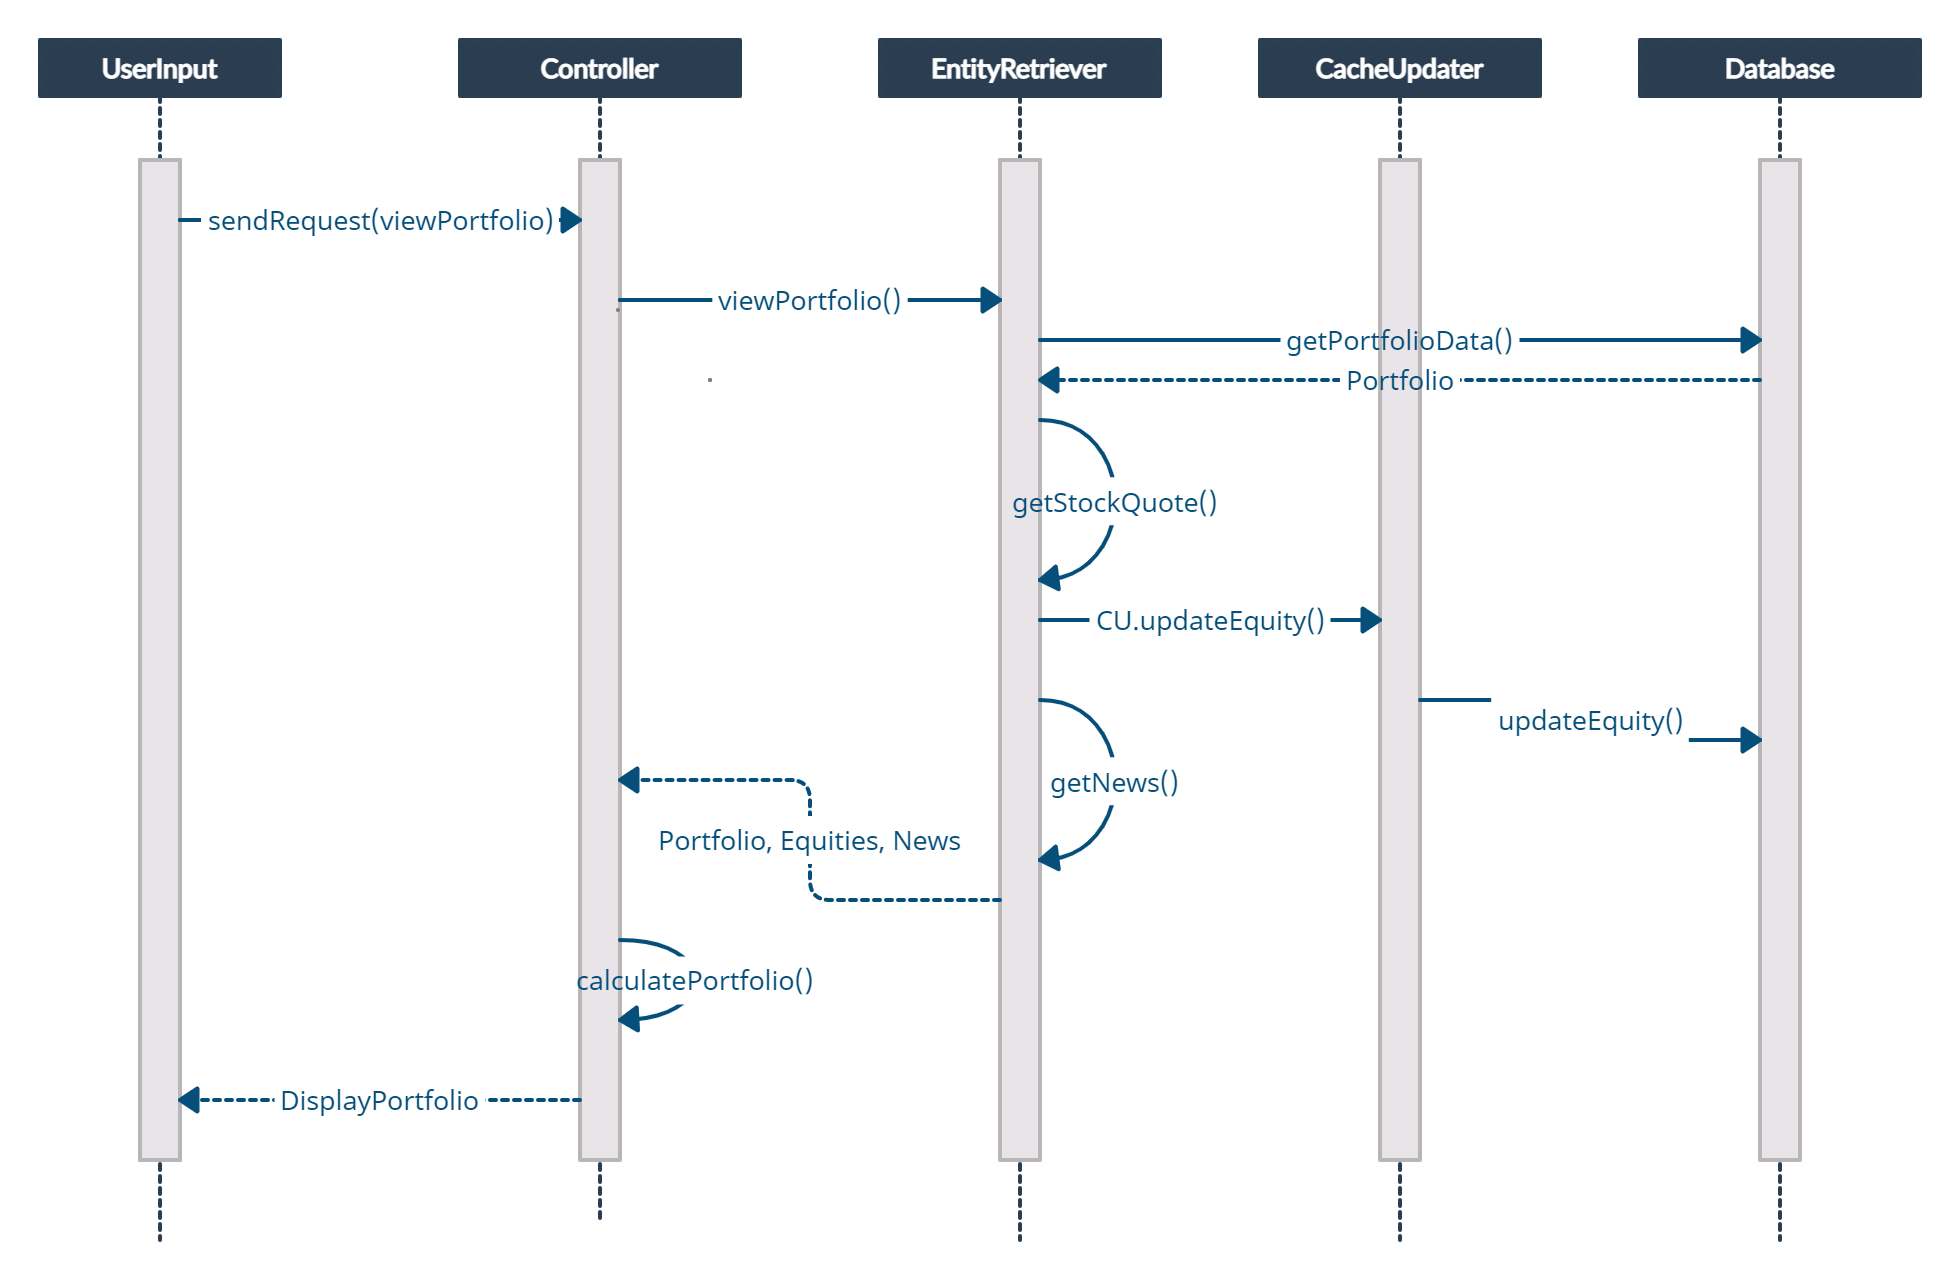 UserInput
Controller
EntityRetriever
CacheUpdater
Database
sendRequest(viewPortfolio)
viewPortfolio()
getPortfolioData()
Portfolio
getStockQuote()
CU.updateEquity()
updateEquity()
getNews()
Portfolio, Equities, News
calculatePortfolio()
DisplayPortfolio